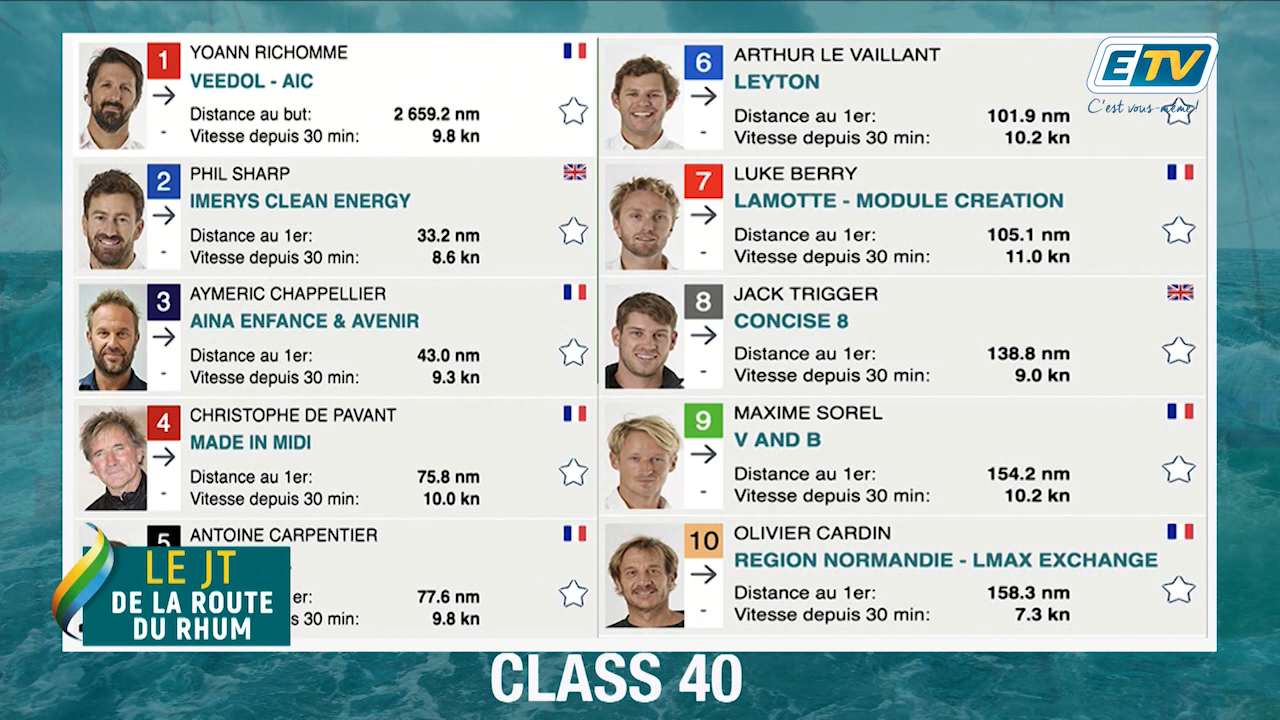 1
YOANN RICHOMME
VEEDOL - AIC
Distance au but: 2 659.2 nm
Vitesse depuis 30 min: 9.8 kn
-
2
PHIL SHARP
IMERYS CLEAN ENERGY
Distance au 1er: 33.2 nm
Vitesse depuis 30 min: 8.6 kn
-
3
AYMERIC CHAPPELLIER
AINA ENFANCE & AVENIR
Distance au 1er: 43.0 nm
Vitesse depuis 30 min: 9.3 kn
-
4
CHRISTOPHE DE PAVANT
MADE IN MIDI
Distance au 1er: 75.8 nm
Vitesse depuis 30 min: 10.0 kn
-
5
ANTOINE CARPENTIER
er: 77.6 nm
s 30 min: 9.8 kn
LE JT
DE LA ROUTE
DU RHUM
6
ARTHUR LE VAILLANT
LEYTON
Distance au 1er: 101.9 nm
Vitesse depuis 30 min: 10.2 kn
-
7
LUKE BERRY
LAMOTTE - MODULE CREATION
Distance au 1er: 105.1 nm
Vitesse depuis 30 min: 11.0 kn
-
8
JACK TRIGGER
CONCISE 8
Distance au 1er: 138.8 nm
Vitesse depuis 30 min: 9.0 kn
-
9
MAXIME SOREL
V AND B
Distance au 1er: 154.2 nm
Vitesse depuis 30 min: 10.2 kn
-
10
OLIVIER CARDIN
REGION NORMANDIE - LMAX EXCHANGE
Distance au 1er: 158.3 nm
Vitesse depuis 30 min: 7.3 kn
-
ETV
C'est vous-même!
CLASS 40